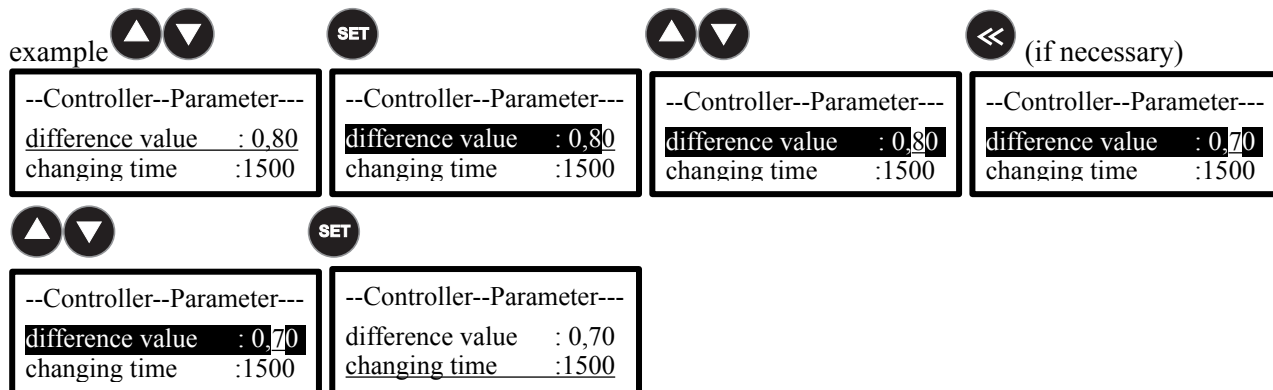 example
SET
(if necessary)
--Controller--Parameter---
difference value : 0,80
changing time :1500
--Controller--Parameter---
difference value : 0,80
changing time :1500
--Controller--Parameter---
difference value : 0,80
changing time :1500
--Controller--Parameter---
difference value : 0,70
changing time :1500
SET
--Controller--Parameter---
difference value : 0,70
changing time :1500
--Controller--Parameter---
difference value : 0,70
changing time :1500